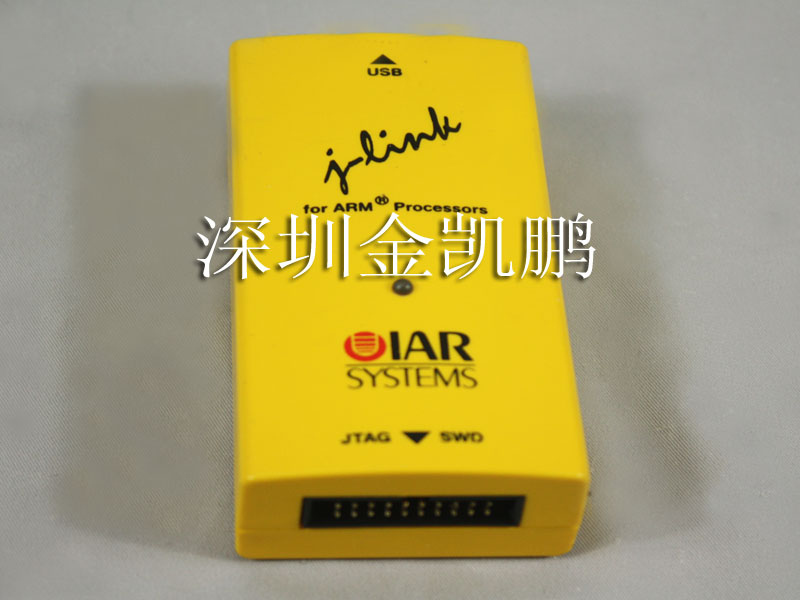 USB
j-link
for ARM® Processors
深圳金凯鹏
IAR
SYSTEMS
JTAG SWD